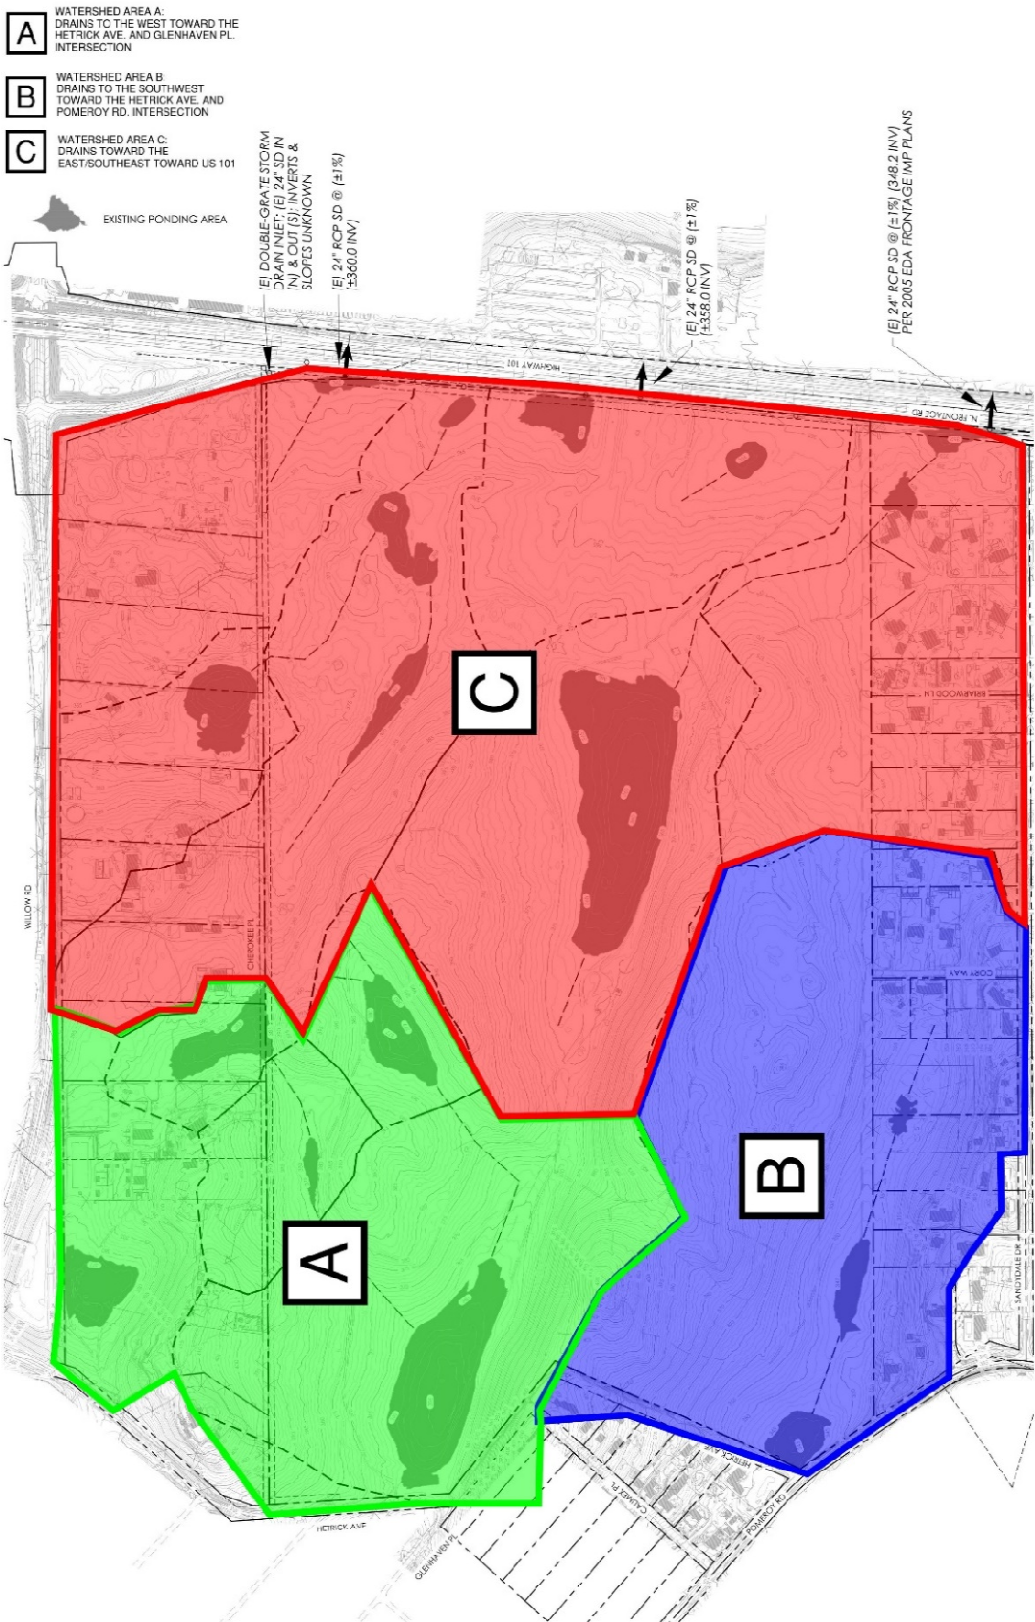 A
WATERSHED AREA A:
DRAINS TO THE WEST TOWARD THE
HETRICK AVE. AND GLENHAVEN PL.
INTERSECTION
B
WATERSHED AREA B:
DRAINS TO THE SOUTHWEST
TOWARD THE HETRICK AVE. AND
POMEROY RD. INTERSECTION
C
WATERSHED AREA C:
DRAINS TOWARD THE
EAST/SOUTHEAST TOWARD US 101
EXISTING PONDING AREA
(E) DOUBLE-GRATE STORM
DRAIN INLET; (E) 24" SD IN
(N) & OUT (S); INVERTS &
SLOPES UNKNOWN
(E) 24" RCP SD @ (±1%)
(±360.0 INV)
(E) 24" RCP SD @ (±1%)
(±358.0 INV)
(E) 24" RCP SD @ (±1%) (348.2 INV)
PER 2005 EDA FRONTAGE IMP PLANS
HIGHWAY 101
N. FRONTAGE RD
C
BRIARWOOD LN
WILLOW RD
CHEROKEE PL
CORY WAY
B
A
SANDYDALE DR
HETRICK AVE
CALIMEX PL
POMEROY RD
HETRICK AVE
GLENHAVEN PL